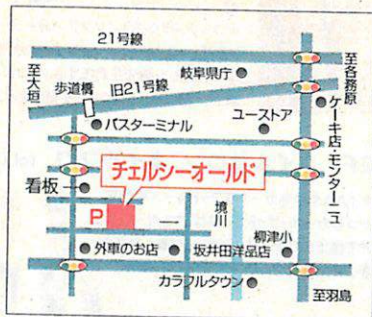 21号線
岐阜県庁
至各務原
至大垣
歩道橋
旧21号線
バスターミナル
ユーストア
ケーキ店・モンターニュ
チェルシーオールド
看板
P
境川
外車のお店
坂井田洋品店
柳津小
カラフルタウン
至羽島